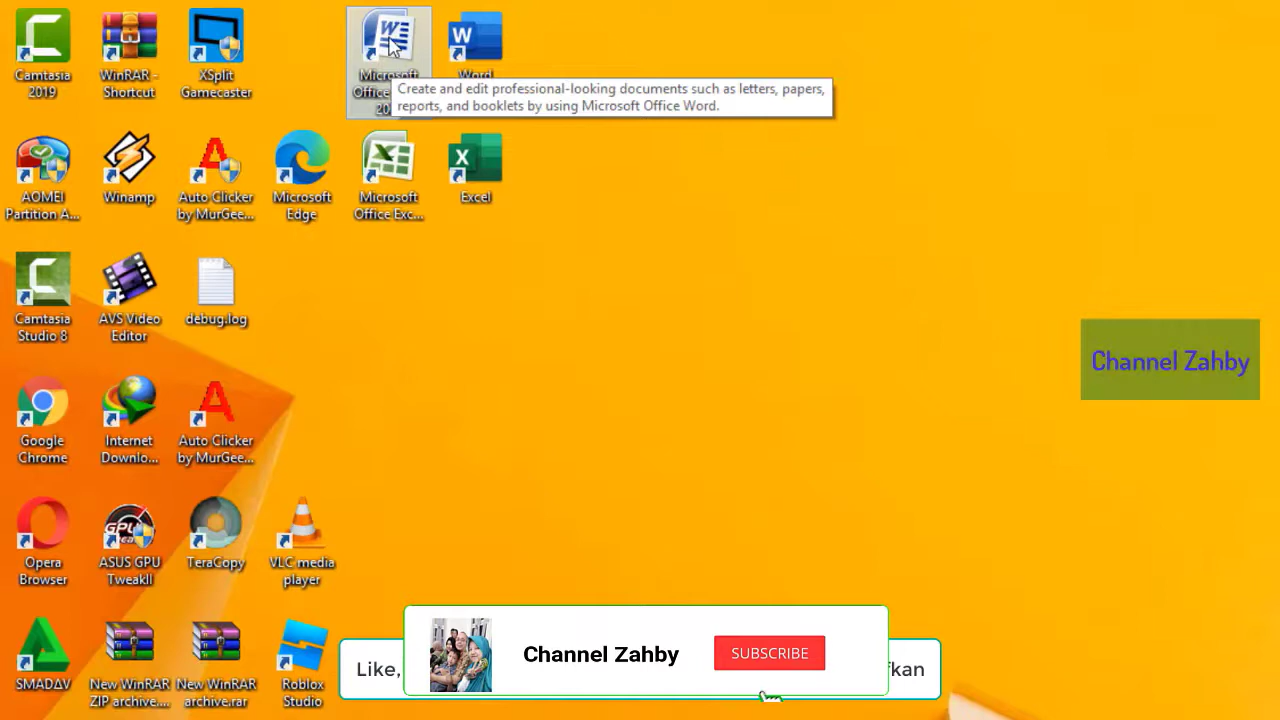 Camtasia
2019
WinRAR -
Shortcut
XSplit
Gamecaster
Microsoft
Office
20
Word
Create and edit professional-looking documents such as letters, papers,
reports, and booklets by using Microsoft Office Word.
AOMEI
Partition A...
Winamp
Auto Clicker
by MurGee...
Microsoft
Edge
Microsoft
Office Exc...
Excel
Camtasia
Studio 8
AVS Video
Editor
debug.log
Channel Zahby
Google
Chrome
Internet
Downlo...
Auto Clicker
by MurGee...
Opera
Browser
ASUS GPU
TweakII
TeraCopy
VLC media
player
SMADΔV
New WinRAR
ZIP archive....
New WinRAR
archive.rar
Roblox
Studio
Like,
Channel Zahby
SUBSCRIBE